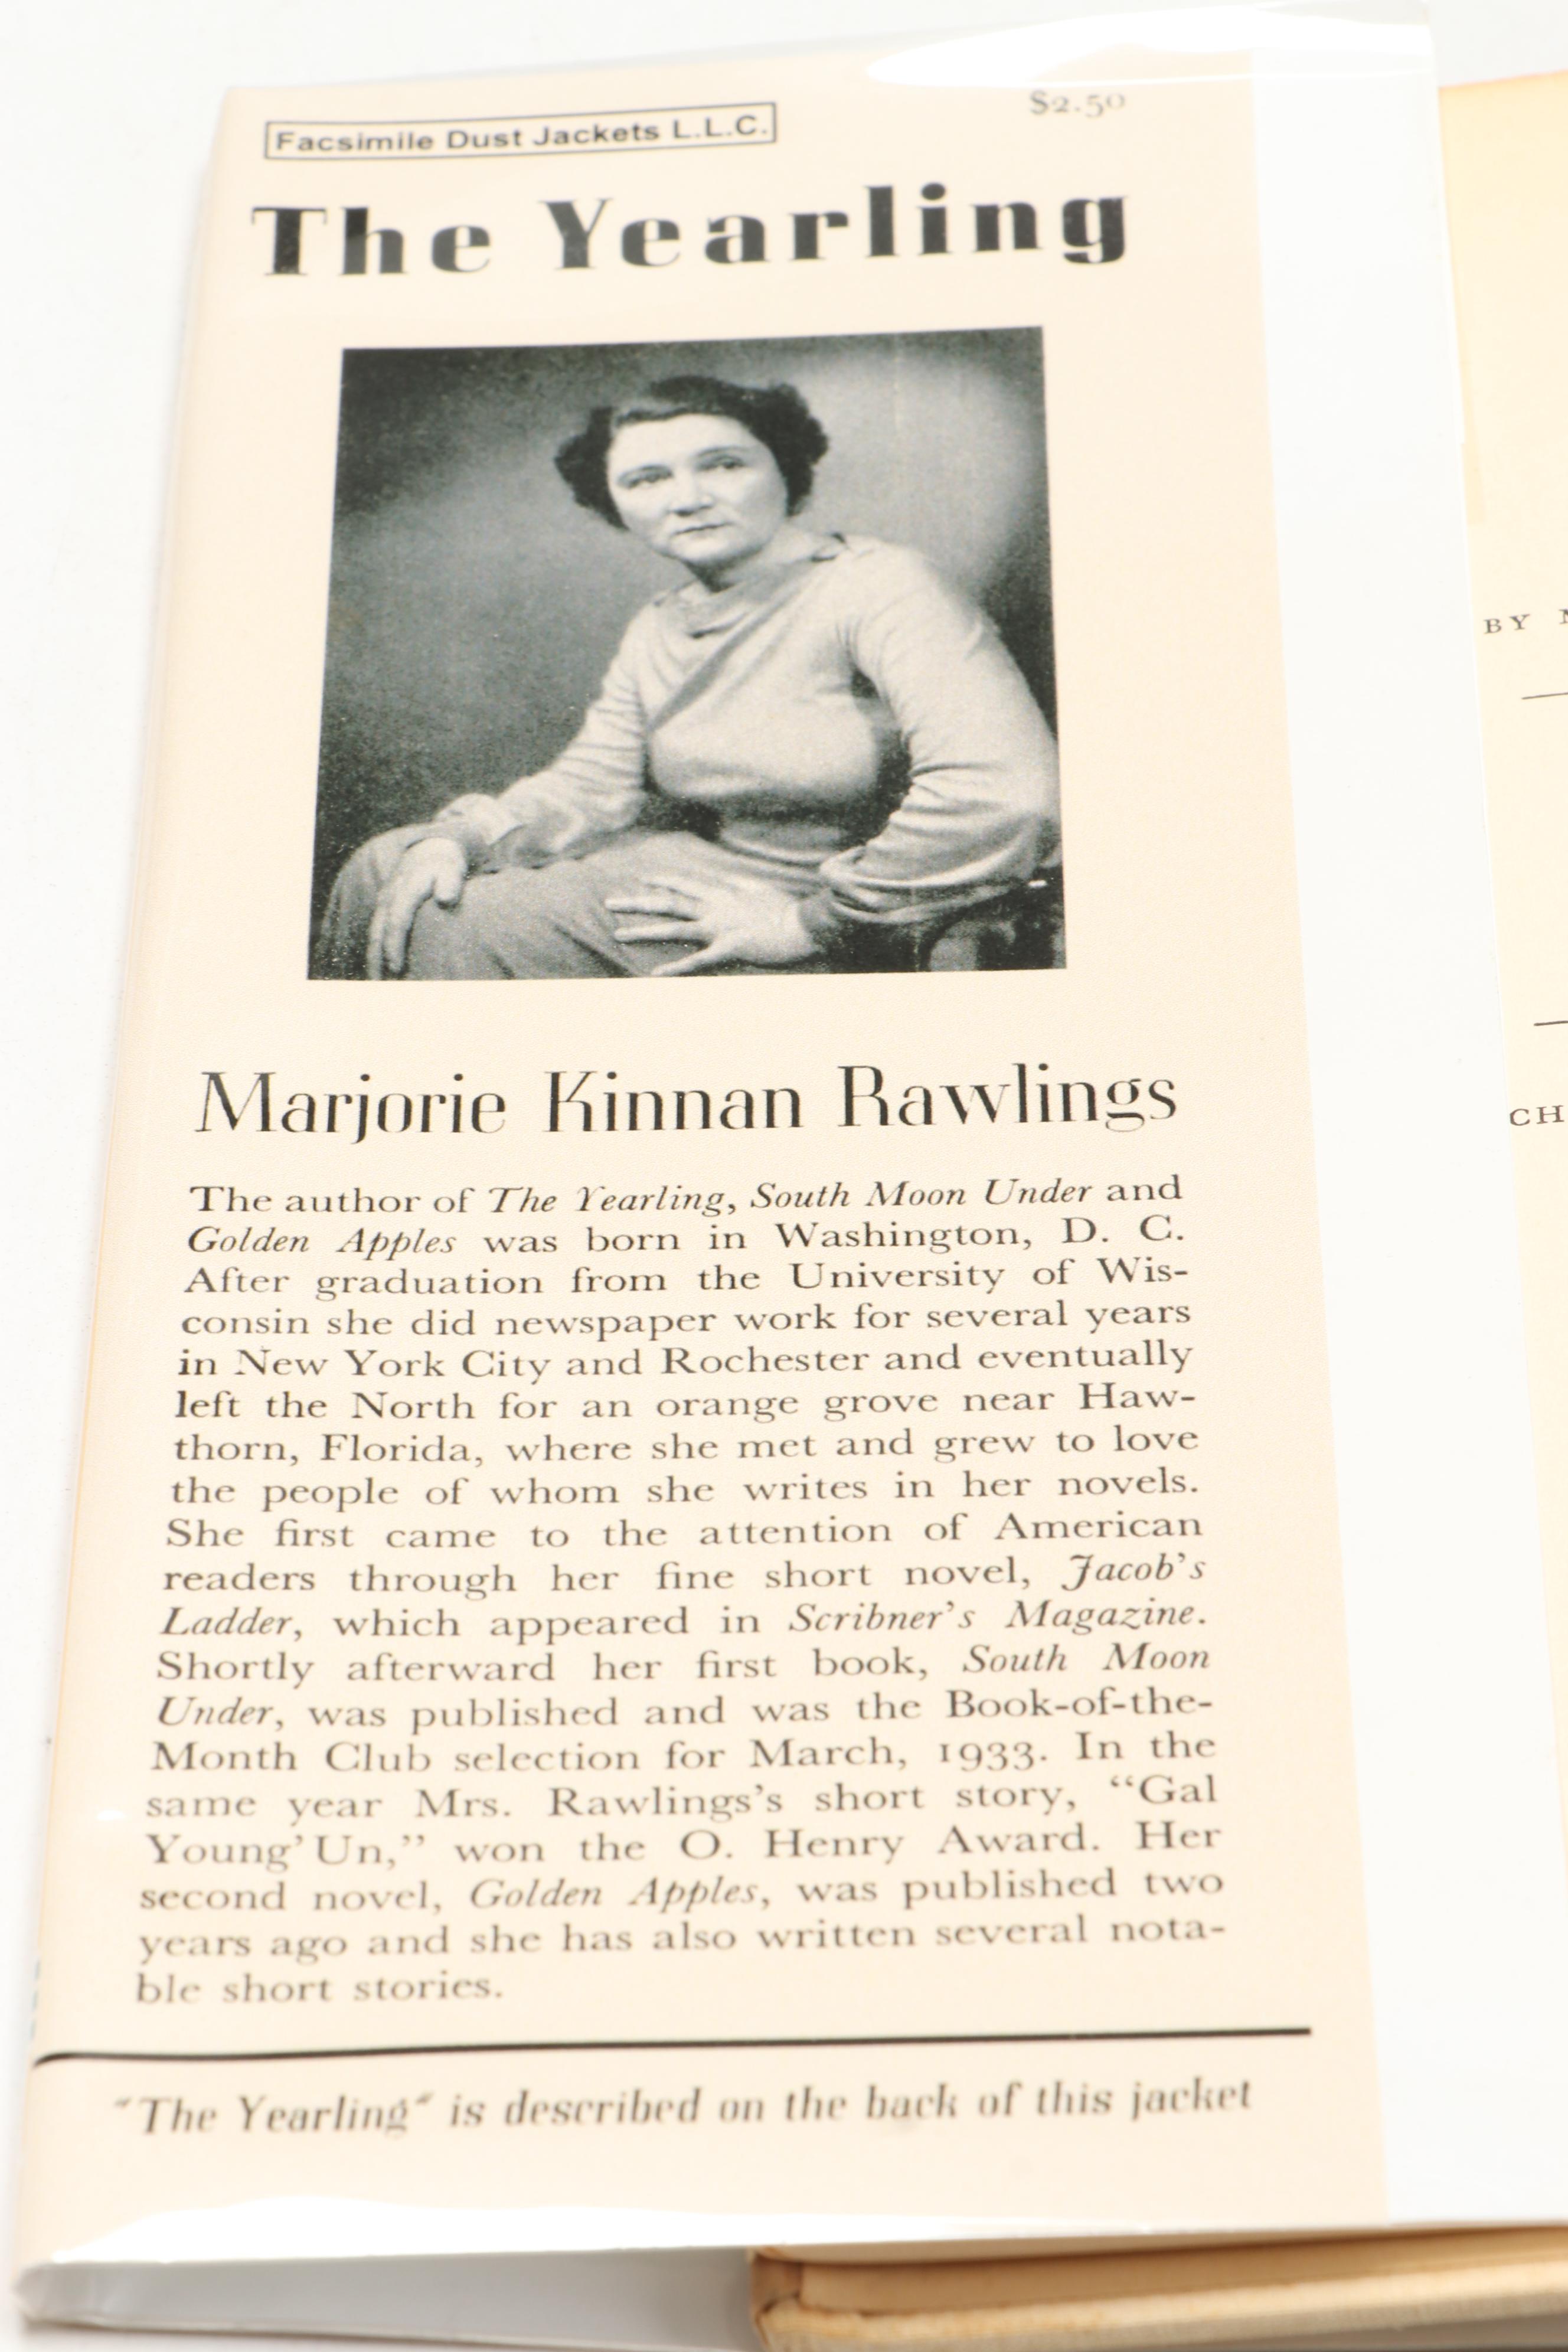 Facsimile Dust Jackets L.L.C.
$2.50
The Yearling
Marjorie Kinnan Rawlings
The author of The Yearling, South Moon Under and
Golden Apples was born in Washington, D. C.
After graduation from the University of Wis-
consin she did newspaper work for several years
in New York City and Rochester and eventually
left the North for an orange grove near Haw-
thorn, Florida, where she met and grew to love
the people of whom she writes in her novels.
She first came to the attention of American
readers through her fine short novel, Jacob's
Ladder, which appeared in Scribner's Magazine.
Shortly afterward her first book, South Moon
Under, was published and was the Book-of-the-
Month Club selection for March, 1933. In the
same year Mrs. Rawlings's short story, “Gal
Young' Un,” won the O. Henry Award. Her
second novel, Golden Apples, was published two
years ago and she has also written several nota-
ble short stories.
"The Yearling" is described on the back of this jacket
BY